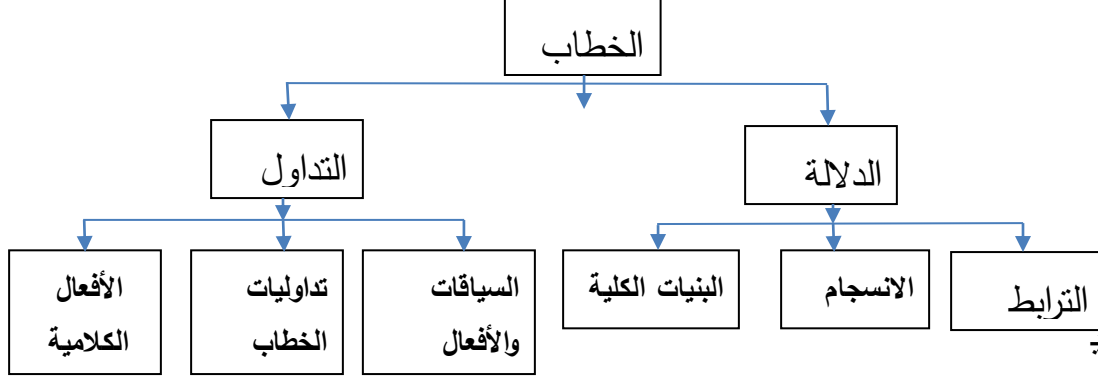 الخطاب
الدلالة
التداول
الترابط
الانسجام
البنيات الكلية
السياقات
والأفعال
تداوليات
الخطاب
الأفعال
الكلامية